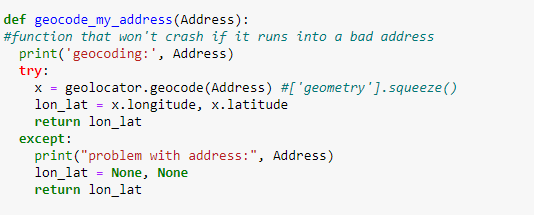 def geocode_my_address(Address):
#function that won't crash if it runs into a bad address
  print('geocoding:', Address)
  try:
    x = geolocator.geocode(Address) #['geometry'].squeeze()
    lon_lat = x.longitude, x.latitude
    return lon_lat
  except:
    print("problem with address:", Address)
    lon_lat = None, None
    return lon_lat